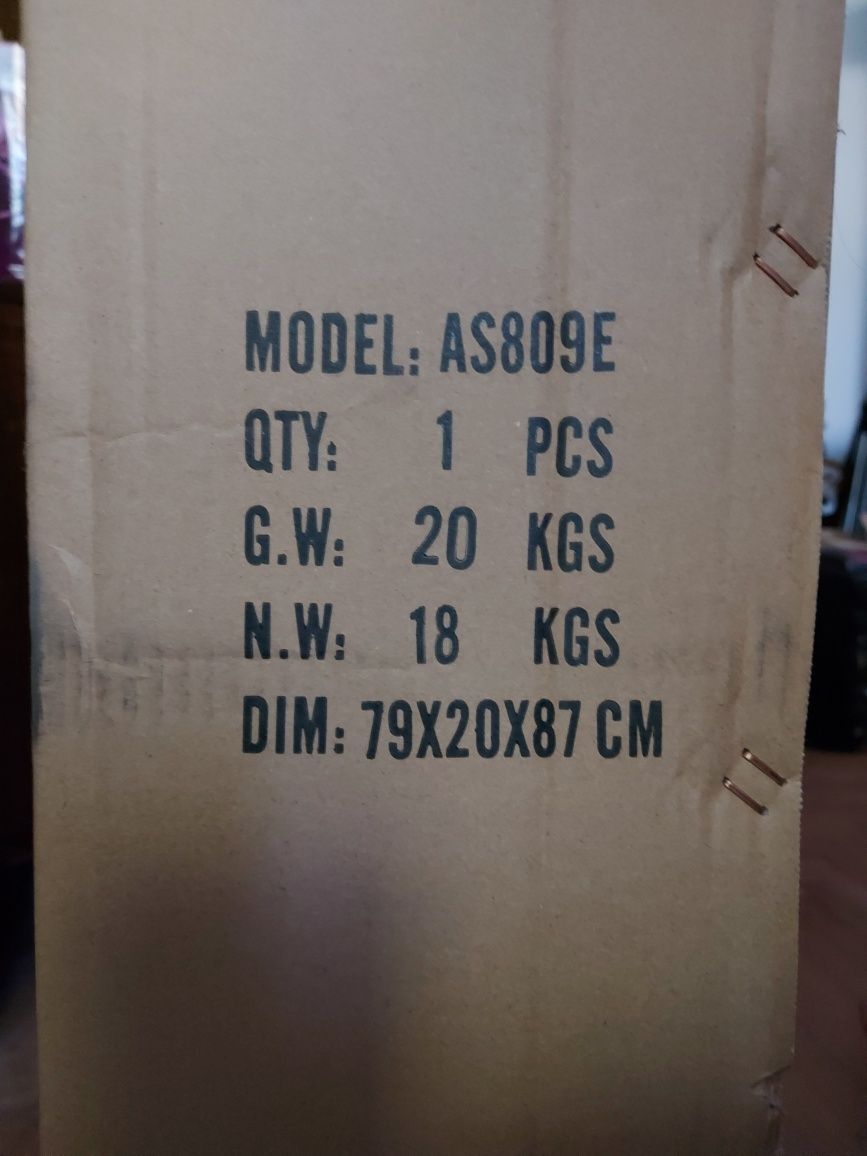 MODEL: AS809E
QTY: 1 PCS
G.W: 20 KGS
N.W: 18 KGS
DIM: 79X20X87 CM